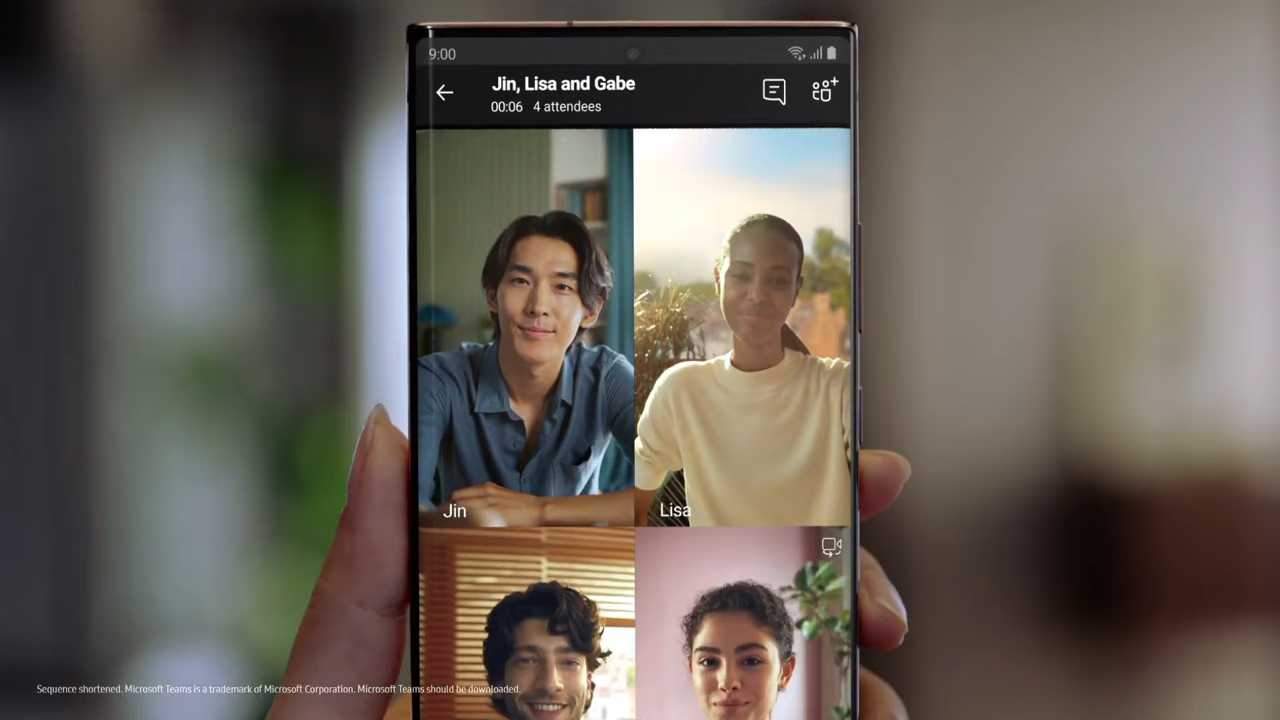 9:00
Jin, Lisa and Gabe
00:06 4 attendees
Jin
Lisa
Sequence shortened. Microsoft Teams is a trademark of Microsoft Corporation. Microsoft Teams should be downloaded.